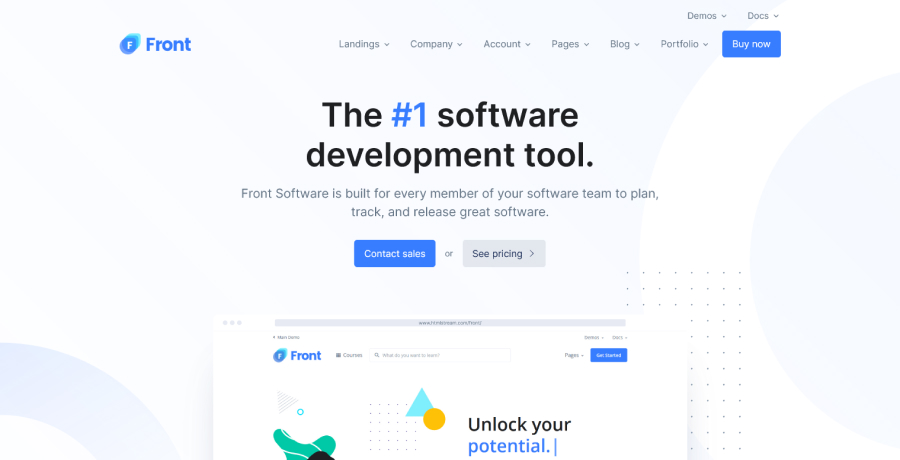 Demos Docs
Front
Landings Company Account Pages Blog Portfolio Buy now
The #1 software
development tool.
Front Software is built for every member of your software team to plan,
track, and release great software.
Contact sales or See pricing
www.htmlstream.com/front/
Main Demo Demos Docs
Front Courses What do you want to learn? Pages Get Started
Unlock your
potential.|